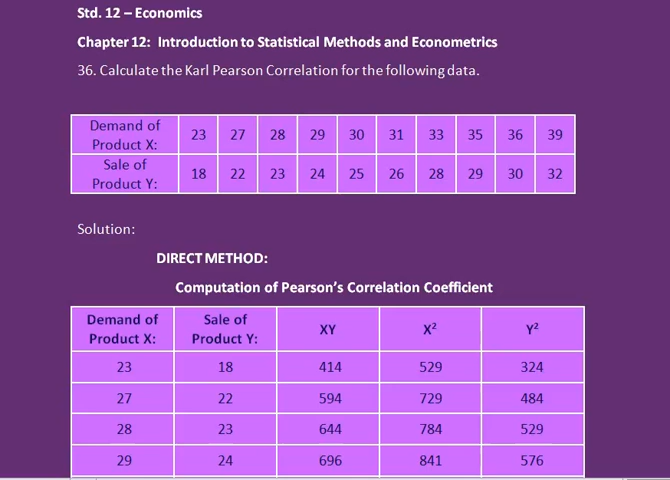 Std. 12 – Economics
Chapter 12: Introduction to Statistical Methods and Econometrics
36. Calculate the Karl Pearson Correlation for the following data.
Demand of Product X: 23 27 28 29 30 31 33 35 36 39
Sale of Product Y: 18 22 23 24 25 26 28 29 30 32
Solution:
DIRECT METHOD:
Computation of Pearson's Correlation Coefficient
Demand of Product X: Sale of Product Y: XY X² Y²
23 18 414 529 324
27 22 594 729 484
28 23 644 784 529
29 24 696 841 576